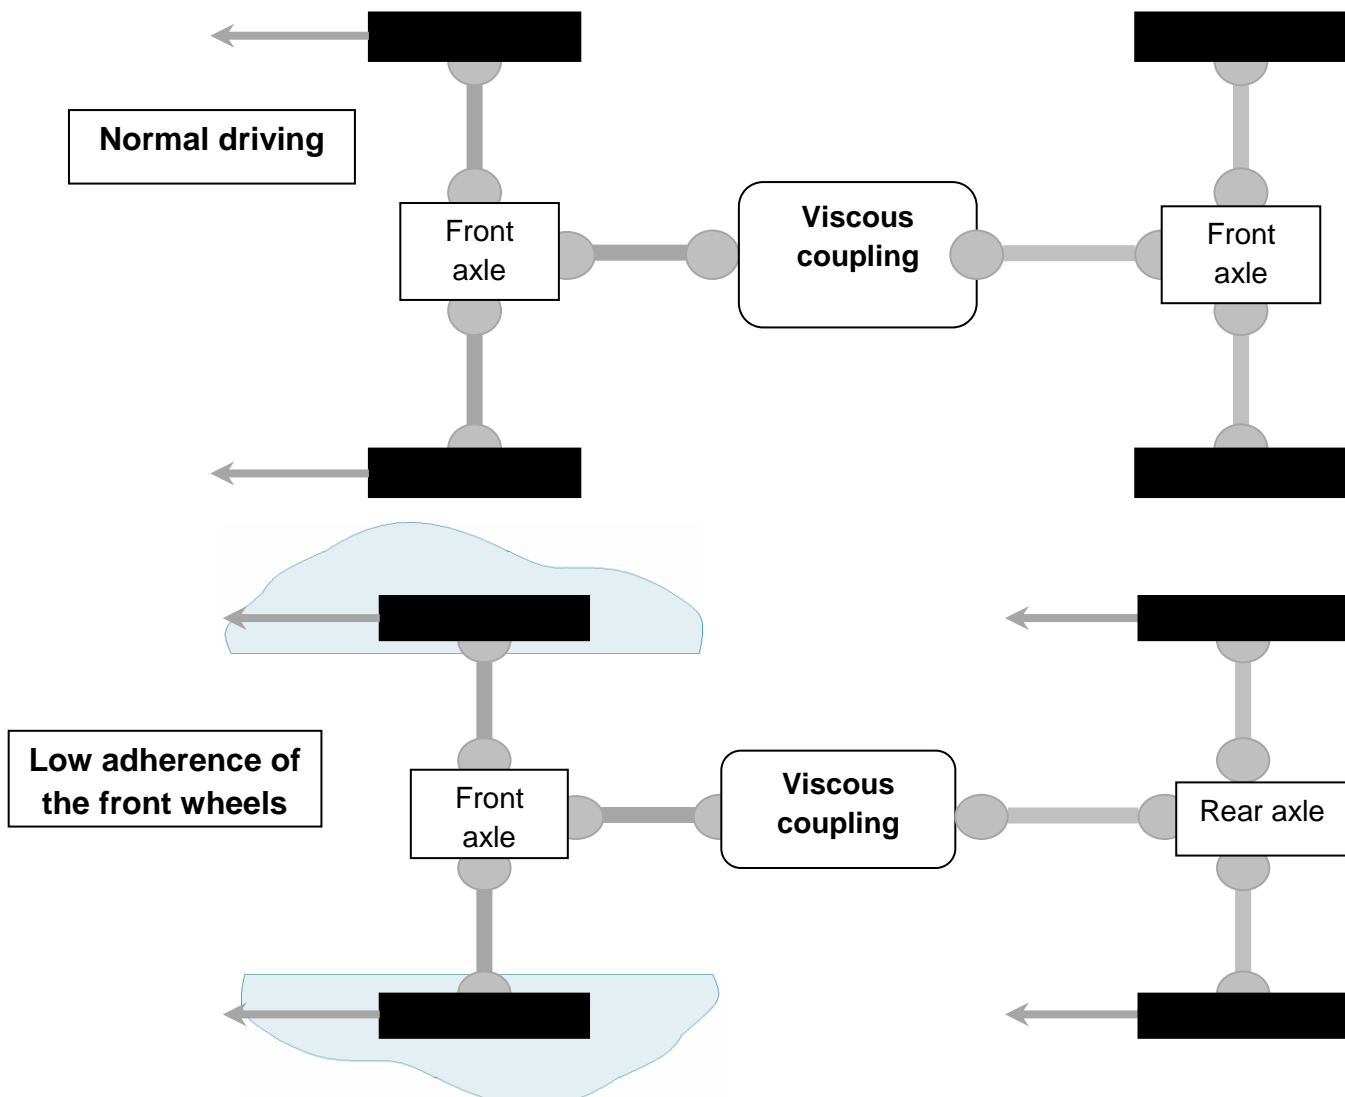 Normal driving
Front
axle
Viscous
coupling
Front
axle
Low adherence of
the front wheels
Front
axle
Viscous
coupling
Rear axle